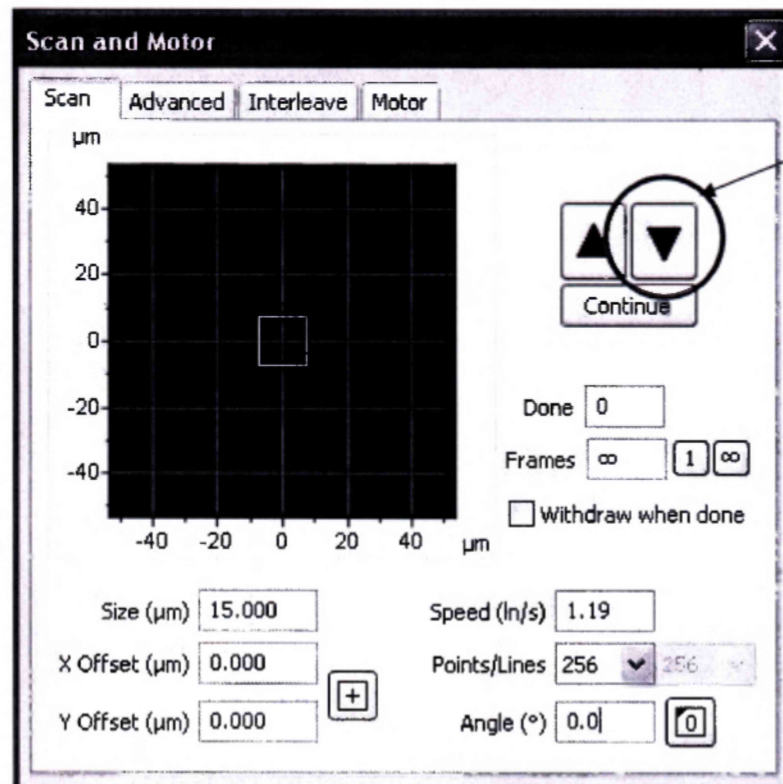 Scan and Motor
Scan Advanced Interleave Motor
µm
40
20
0
-20
-40
-40 -20 0 20 40 µm
Continue
Done 0
Frames ∞ 1 ∞
Withdraw when done
Size (µm) 15.000
X Offset (µm) 0.000
Y Offset (µm) 0.000
Speed (ln/s) 1.19
Points/Lines 256 256
Angle (°) 0.0
0